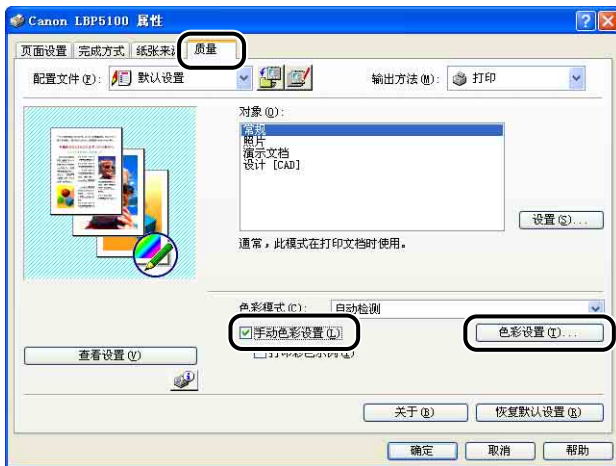 Canon LBP5100 属性
页面设置 完成方式 纸张来 质量
配置文件(F): 默认设置 输出方法(M): 打印
对象(O):
常规
照片
演示文档
设计 [CAD]
设置(S)...
通常，此模式在打印文档时使用。
色彩模式(C): 自动检测
手动色彩设置(L) 色彩设置(T)...
查看设置(V)
关于(B) 恢复默认设置(R)
确定 取消 帮助